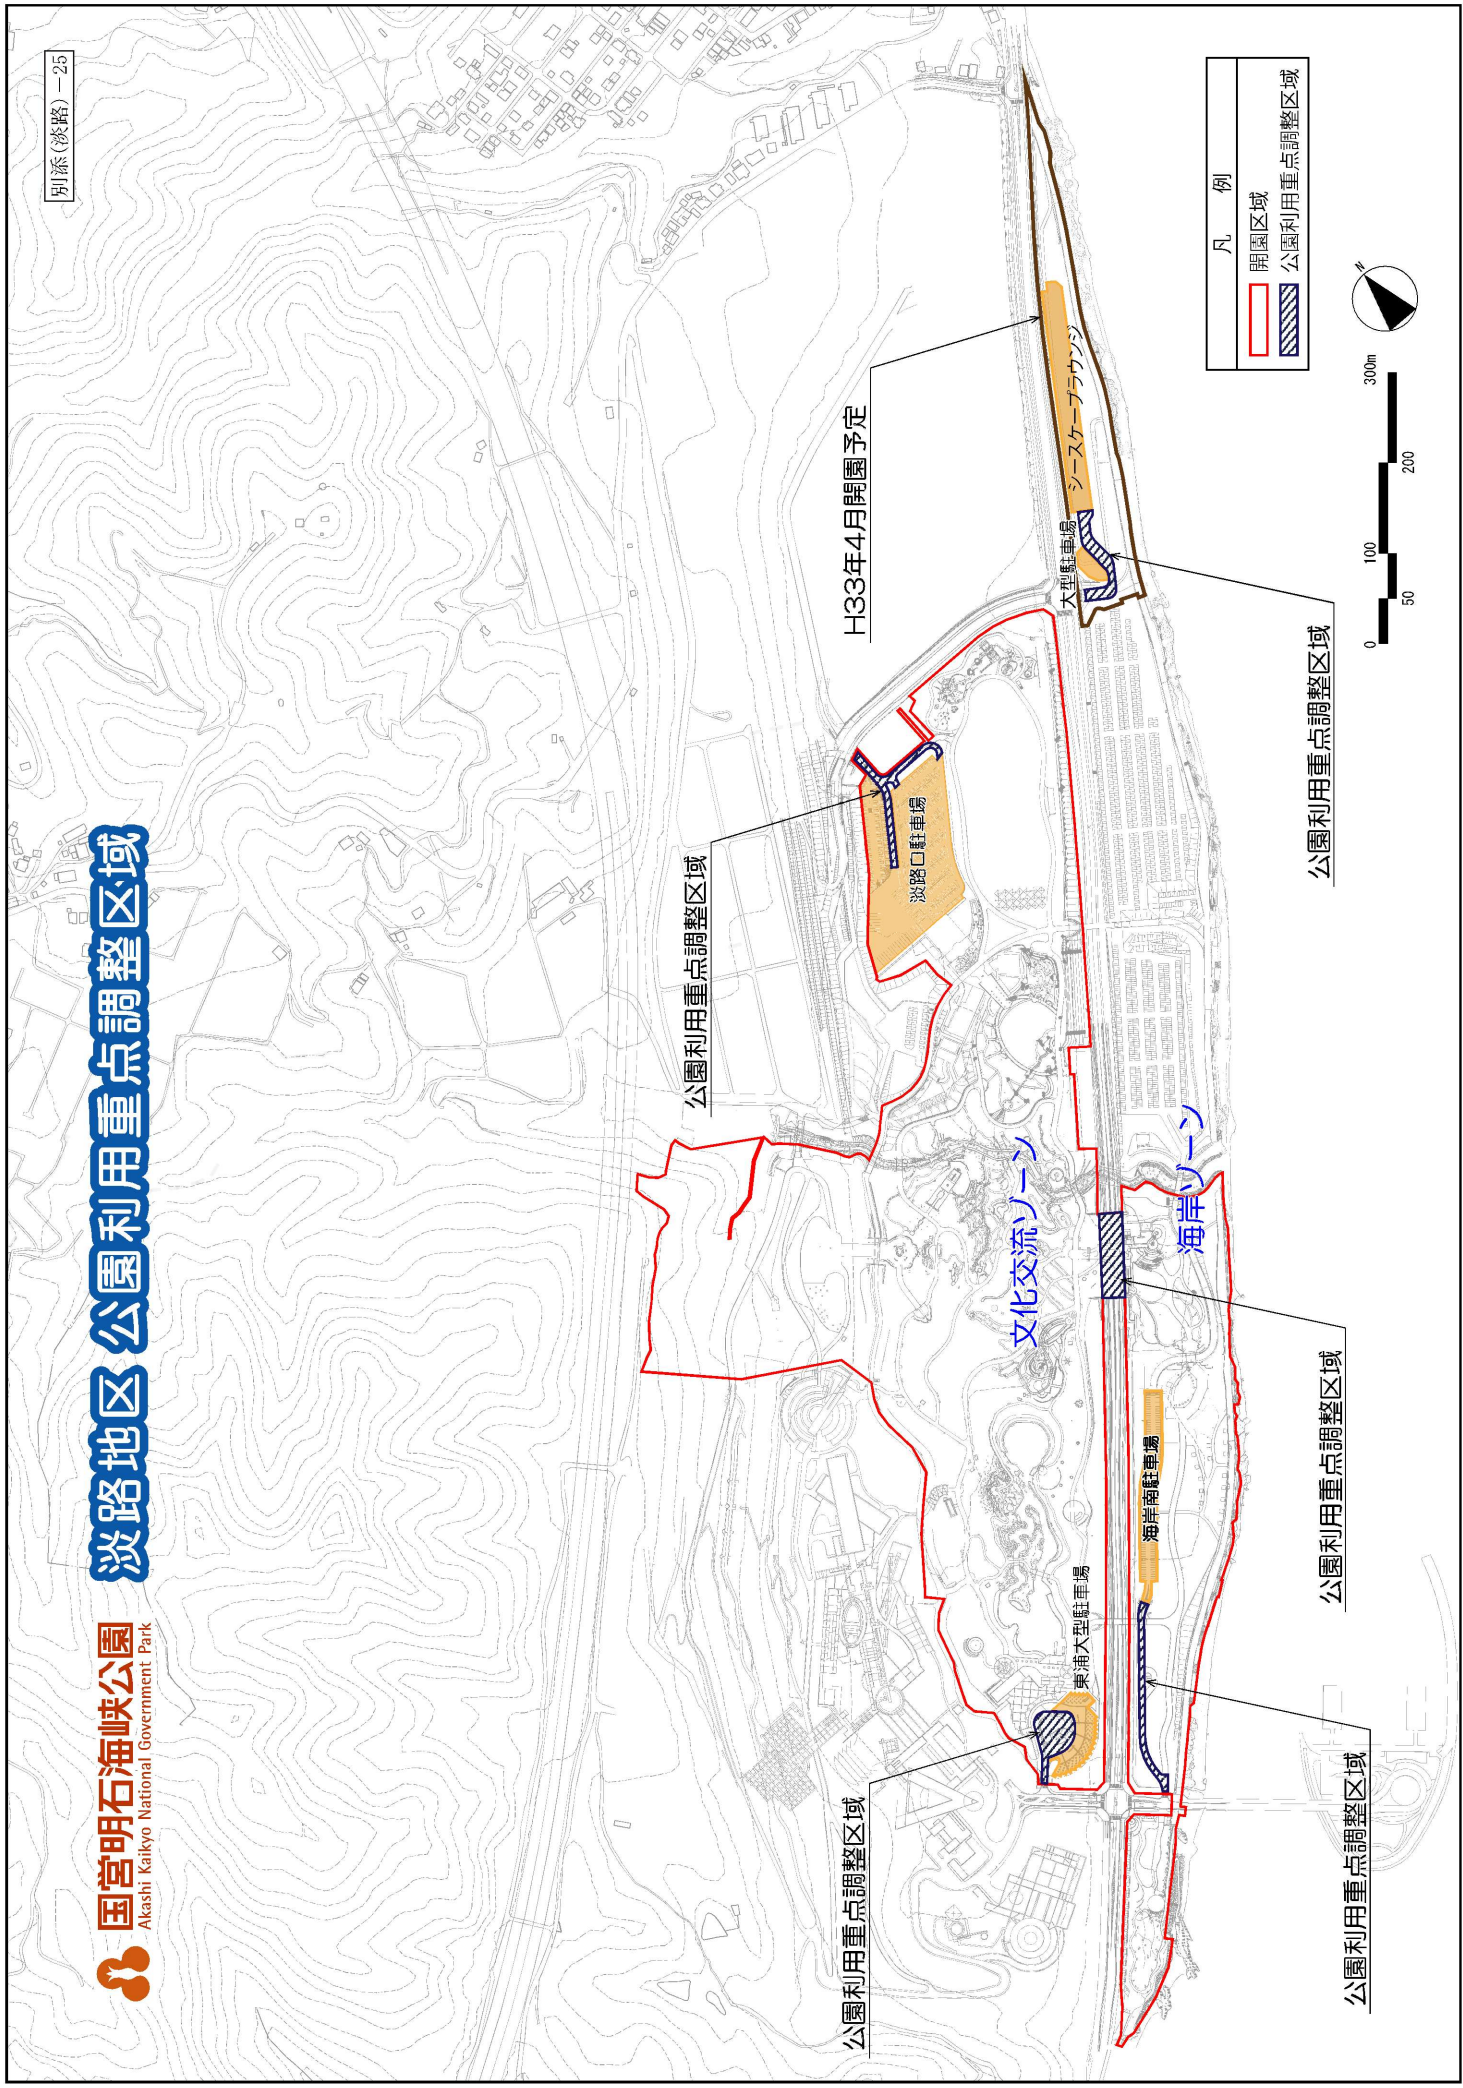 別添(淡路)－25
国営明石海峡公園
Akashi Kaikyo National Government Park
淡路地区 公園利用重点調整区域
凡 例
開園区域
公園利用重点調整区域
H33年4月開園予定
シースケープラウンジ
大型駐車場
公園利用重点調整区域
公園利用重点調整区域
淡路口駐車場
文化交流ゾーン
海岸ゾーン
公園利用重点調整区域
海岸南駐車場
東浦大型駐車場
公園利用重点調整区域
公園利用重点調整区域
N
0 50 100 200 300m